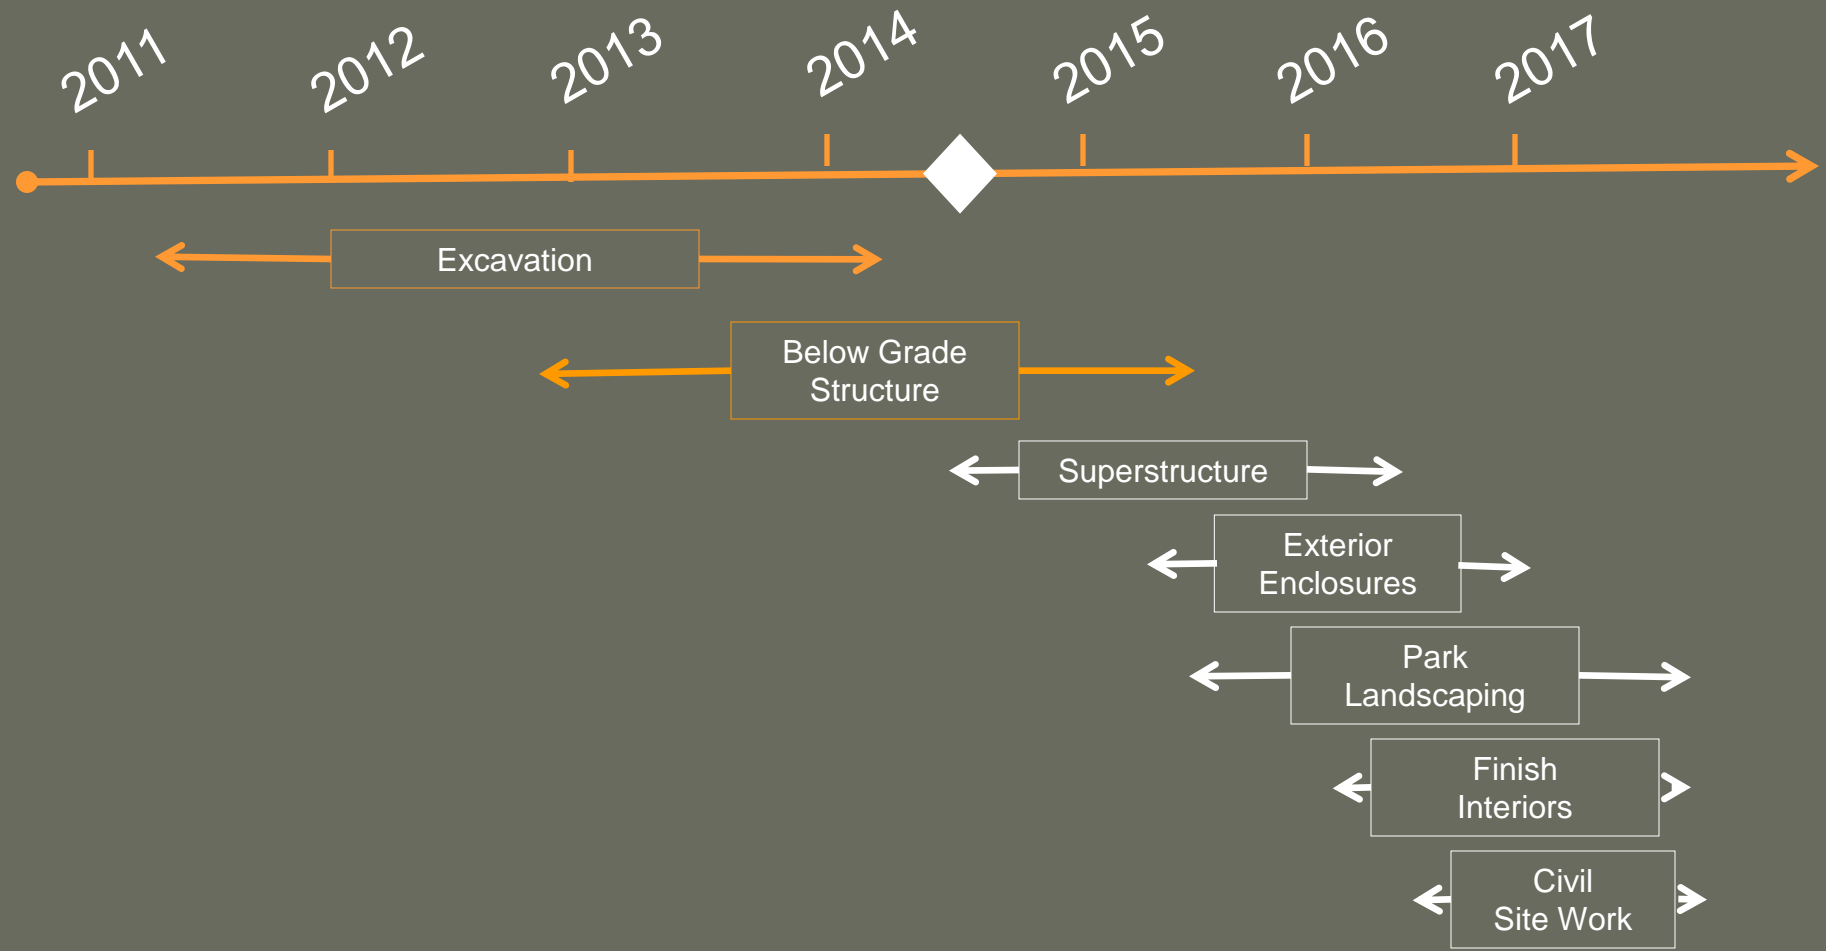 2011
2012
2013
2014
2015
2016
2017
Excavation
Below Grade
Structure
Superstructure
Exterior
Enclosures
Park
Landscaping
Finish
Interiors
Civil
Site Work